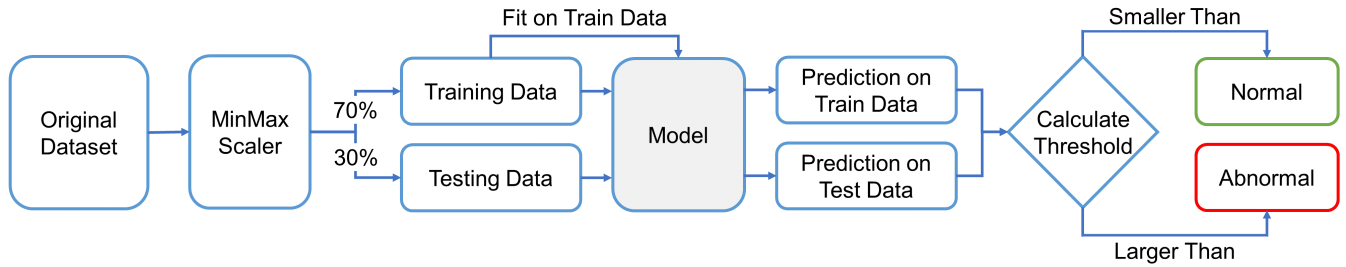 Original
Dataset
MinMax
Scaler
70%
30%
Fit on Train Data
Training Data
Testing Data
Model
Prediction on
Train Data
Prediction on
Test Data
Calculate
Threshold
Smaller Than
Normal
Abnormal
Larger Than